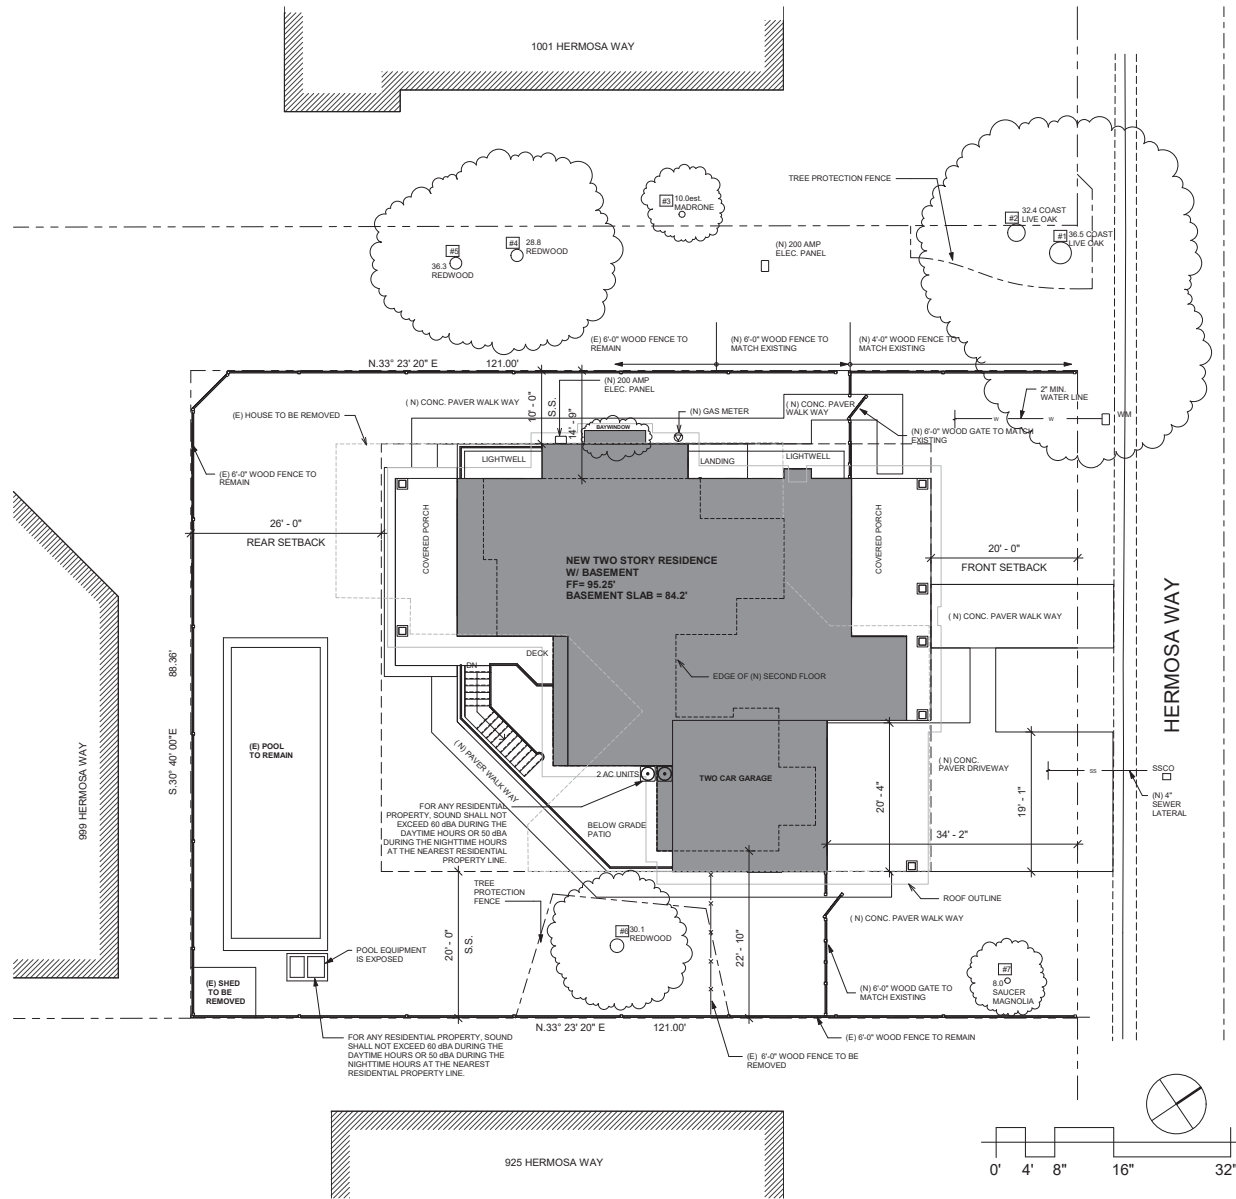 1001 HERMOSA WAY
TREE PROTECTION FENCE
#3
10.0est.
MADRONE
#2
32.4 COAST
LIVE OAK
#1
36.5 COAST
LIVE OAK
#5
36.3
REDWOOD
#4
28.8
REDWOOD
(N) 200 AMP
ELEC. PANEL
(E) 6'-0" WOOD FENCE TO
REMAIN
(N) 6'-0" WOOD FENCE TO
MATCH EXISTING
(N) 4'-0" WOOD FENCE TO
MATCH EXISTING
N.33° 23' 20" E
121.00'
(N) 200 AMP
ELEC. PANEL
2" MIN.
WATER LINE
( N) CONC. PAVER WALK WAY
10' - 0"
S.S.
14' - 9"
(N) GAS METER
( N) CONC. PAVER
WALK WAY
W
W
WM
(E) HOUSE TO BE REMOVED
BAYWINDOW
(N) 6'-0" WOOD GATE TO MATCH
EXISTING
LIGHTWELL
LANDING
LIGHTWELL
(E) 6'-0" WOOD FENCE TO
REMAIN
26' - 0"
REAR SETBACK
COVERED PORCH
NEW TWO STORY RESIDENCE
W/ BASEMENT
FF= 95.25'
BASEMENT SLAB = 84.2'
COVERED PORCH
20' - 0"
FRONT SETBACK
( N) CONC. PAVER WALK WAY
HERMOSA WAY
DECK
DN
EDGE OF (N) SECOND FLOOR
88.36'
S.30° 40' 00"E
(E) POOL
TO REMAIN
999 HERMOSA WAY
( N) PAVER WALK WAY
2 AC UNITS
TWO CAR GARAGE
( N) CONC.
PAVER DRIVEWAY
SS
SSCO
(N) 4"
SEWER
LATERAL
20' - 4"
19' - 1"
34' - 2"
FOR ANY RESIDENTIAL
PROPERTY, SOUND SHALL NOT
EXCEED 60 dBA DURING THE
DAYTIME HOURS OR 50 dBA
DURING THE NIGHTTIME HOURS
AT THE NEAREST RESIDENTIAL
PROPERTY LINE.
BELOW GRADE
PATIO
TREE
PROTECTION
FENCE
ROOF OUTLINE
( N) CONC. PAVER WALK WAY
20' - 0"
S.S.
#6
30.1
REDWOOD
22' - 10"
POOL EQUIPMENT
IS EXPOSED
(E) SHED
TO BE
REMOVED
(N) 6'-0" WOOD GATE TO
MATCH EXISTING
#7
8.0
SAUCER
MAGNOLIA
N.33° 23' 20" E
121.00'
(E) 6'-0" WOOD FENCE TO REMAIN
FOR ANY RESIDENTIAL PROPERTY, SOUND
SHALL NOT EXCEED 60 dBA DURING THE
DAYTIME HOURS OR 50 dBA DURING THE
NIGHTTIME HOURS AT THE NEAREST
RESIDENTIAL PROPERTY LINE.
(E) 6'-0" WOOD FENCE TO BE
REMOVED
925 HERMOSA WAY
0'
4'
8"
16"
32"